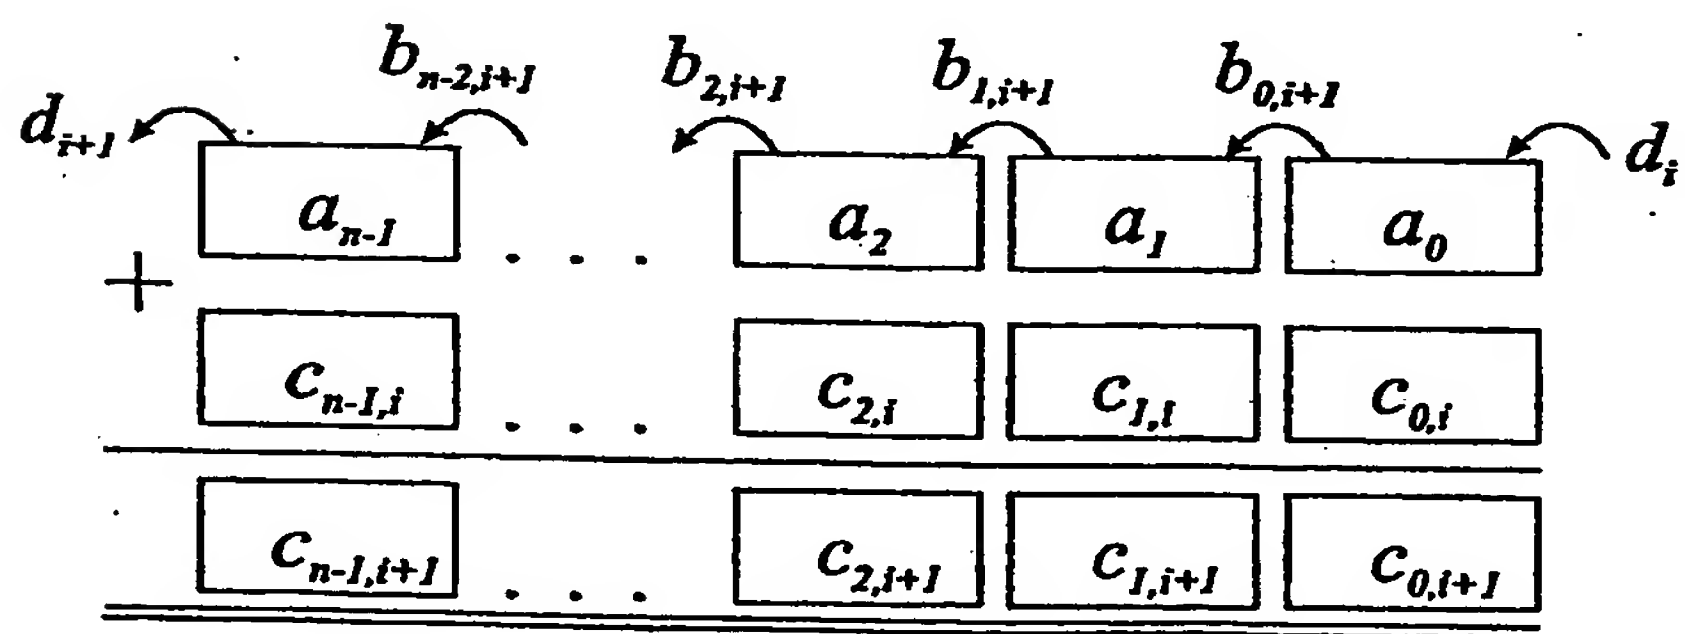 d_{i+1} b_{n-2,i+1} b_{2,i+1} b_{1,i+1} b_{0,i+1} d_i
a_{n-1} . . . a_2 a_1 a_0
+
c_{n-1,i} . . . c_{2,i} c_{1,i} c_{0,i}
c_{n-1,i+1} . . . c_{2,i+1} c_{1,i+1} c_{0,i+1}